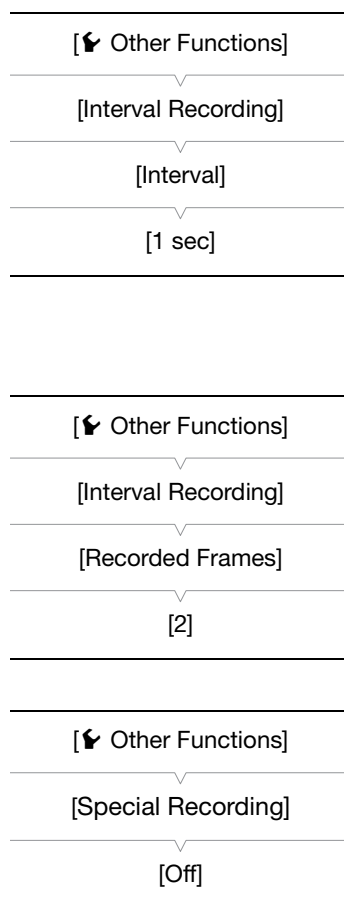 [ Other Functions]
[Interval Recording]
[Interval]
[1 sec]
[ Other Functions]
[Interval Recording]
[Recorded Frames]
[2]
[ Other Functions]
[Special Recording]
[Off]